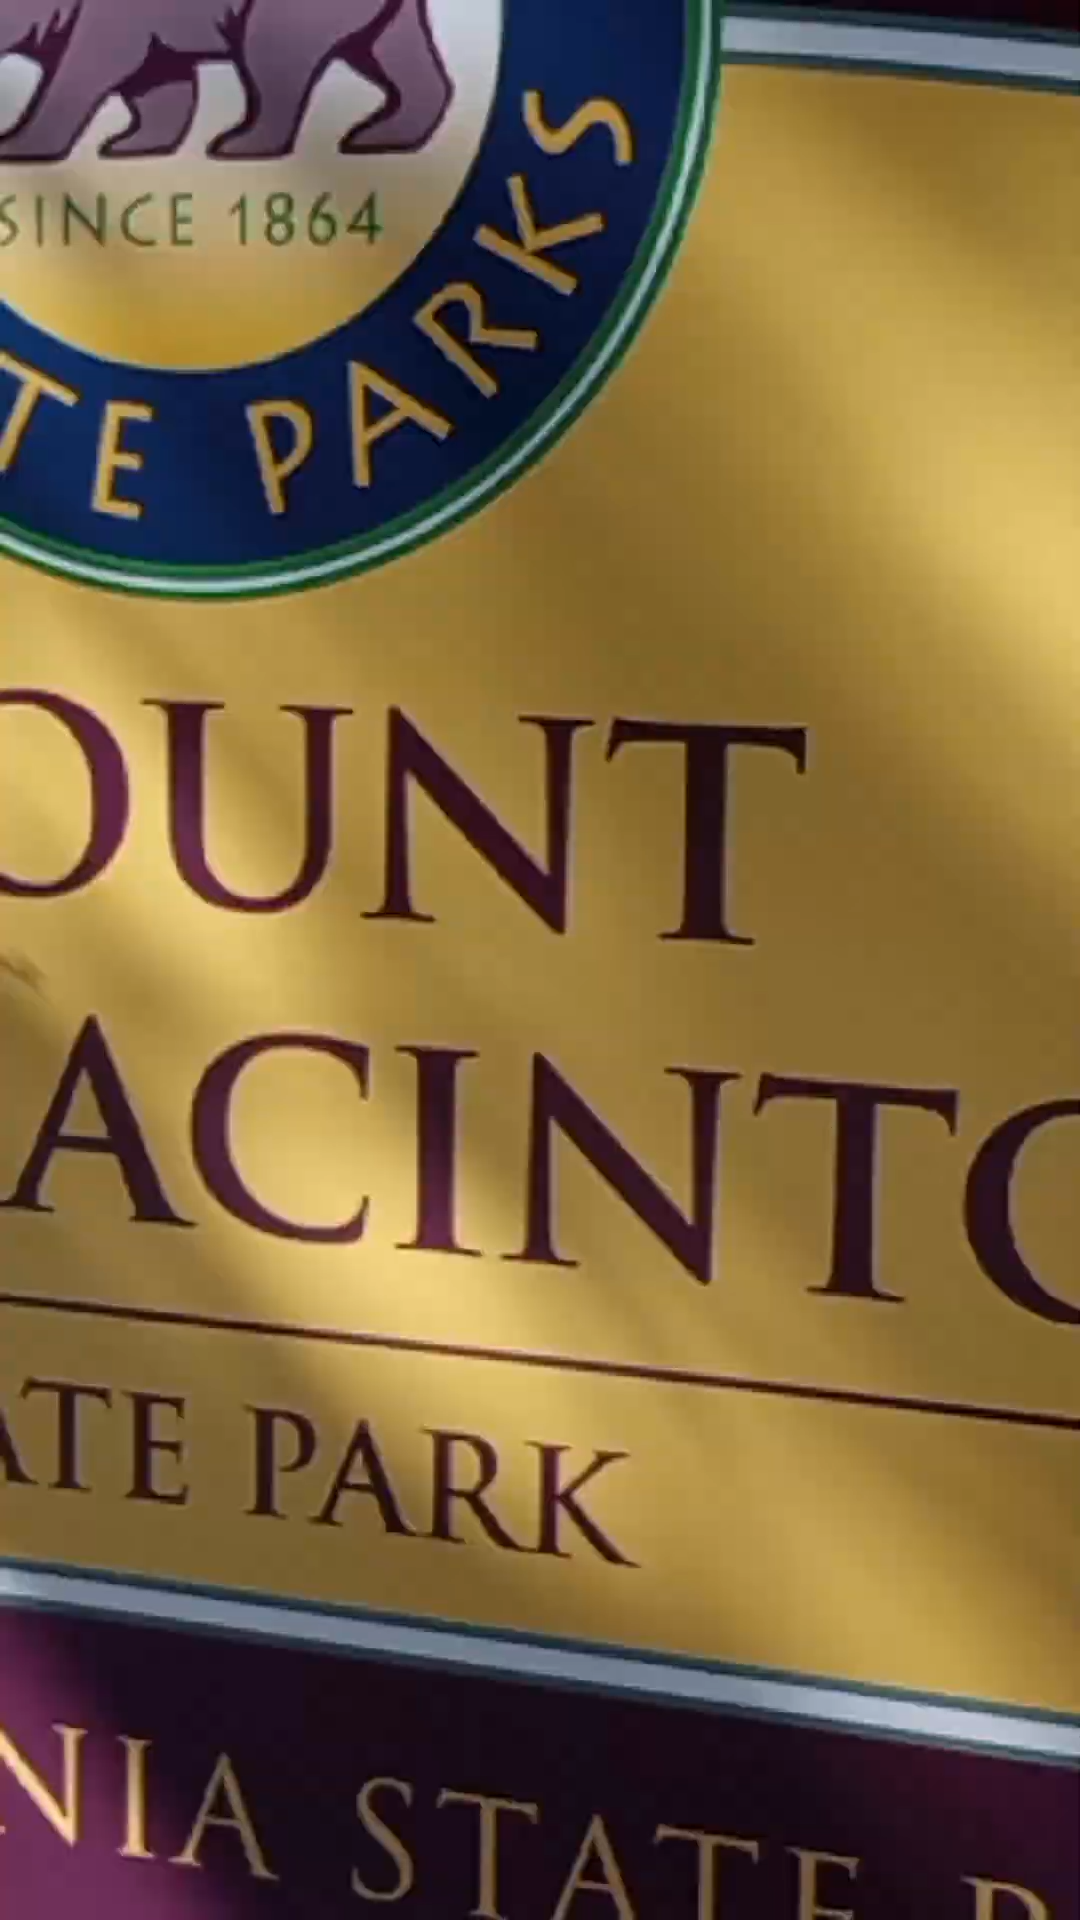 SINCE 1864
TE PARKS
OUNT
ACINTO
ATE PARK
NIA STATE P